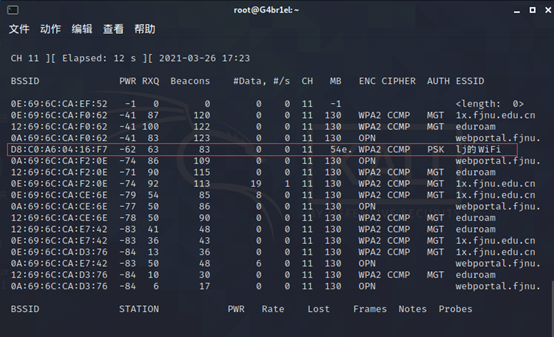 root@G4br1el: ~
文件 动作 编辑 查看 帮助
CH 11 ][ Elapsed: 12 s ][ 2021-03-26 17:23
BSSID PWR RXQ Beacons #Data, #/s CH MB ENC CIPHER AUTH ESSID
0E:69:6C:CA:EF:52 -1 0 0 0 0 11 -1 <length: 0>
0E:69:6C:CA:F0:62 -41 87 120 0 0 11 130 WPA2 CCMP MGT 1x.fjnu.edu.cn
12:69:6C:CA:F0:62 -41 100 122 0 0 11 130 WPA2 CCMP MGT eduroam
0A:69:6C:CA:F0:62 -41 83 123 0 0 11 130 OPN webportal.fjnu.
D8:C0:A6:04:16:F7 -62 63 83 0 0 11 54e. WPA2 CCMP PSK lj的WiFi
0A:69:6C:CA:F2:0E -74 86 109 0 0 11 130 OPN webportal.fjnu.
12:69:6C:CA:F2:0E -71 90 115 0 0 11 130 WPA2 CCMP MGT eduroam
0E:69:6C:CA:F2:0E -74 92 113 19 1 11 130 WPA2 CCMP MGT 1x.fjnu.edu.cn
0E:69:6C:CA:CE:6E -79 54 85 8 0 11 130 WPA2 CCMP MGT 1x.fjnu.edu.cn
0A:69:6C:CA:CE:6E -77 50 86 0 0 11 130 OPN webportal.fjnu.
12:69:6C:CA:CE:6E -78 50 90 0 0 11 130 WPA2 CCMP MGT eduroam
12:69:6C:CA:E7:42 -83 41 48 0 0 11 130 WPA2 CCMP MGT eduroam
0E:69:6C:CA:E7:42 -83 36 43 0 0 11 130 WPA2 CCMP MGT 1x.fjnu.edu.cn
0E:69:6C:CA:D3:76 -84 13 36 0 0 11 130 WPA2 CCMP MGT 1x.fjnu.edu.cn
0A:69:6C:CA:E7:42 -83 50 48 6 0 11 130 OPN webportal.fjnu.
12:69:6C:CA:D3:76 -84 10 30 0 0 11 130 WPA2 CCMP MGT eduroam
0A:69:6C:CA:D3:76 -84 6 17 0 0 11 130 OPN webportal.fjnu.
BSSID STATION PWR Rate Lost Frames Notes Probes